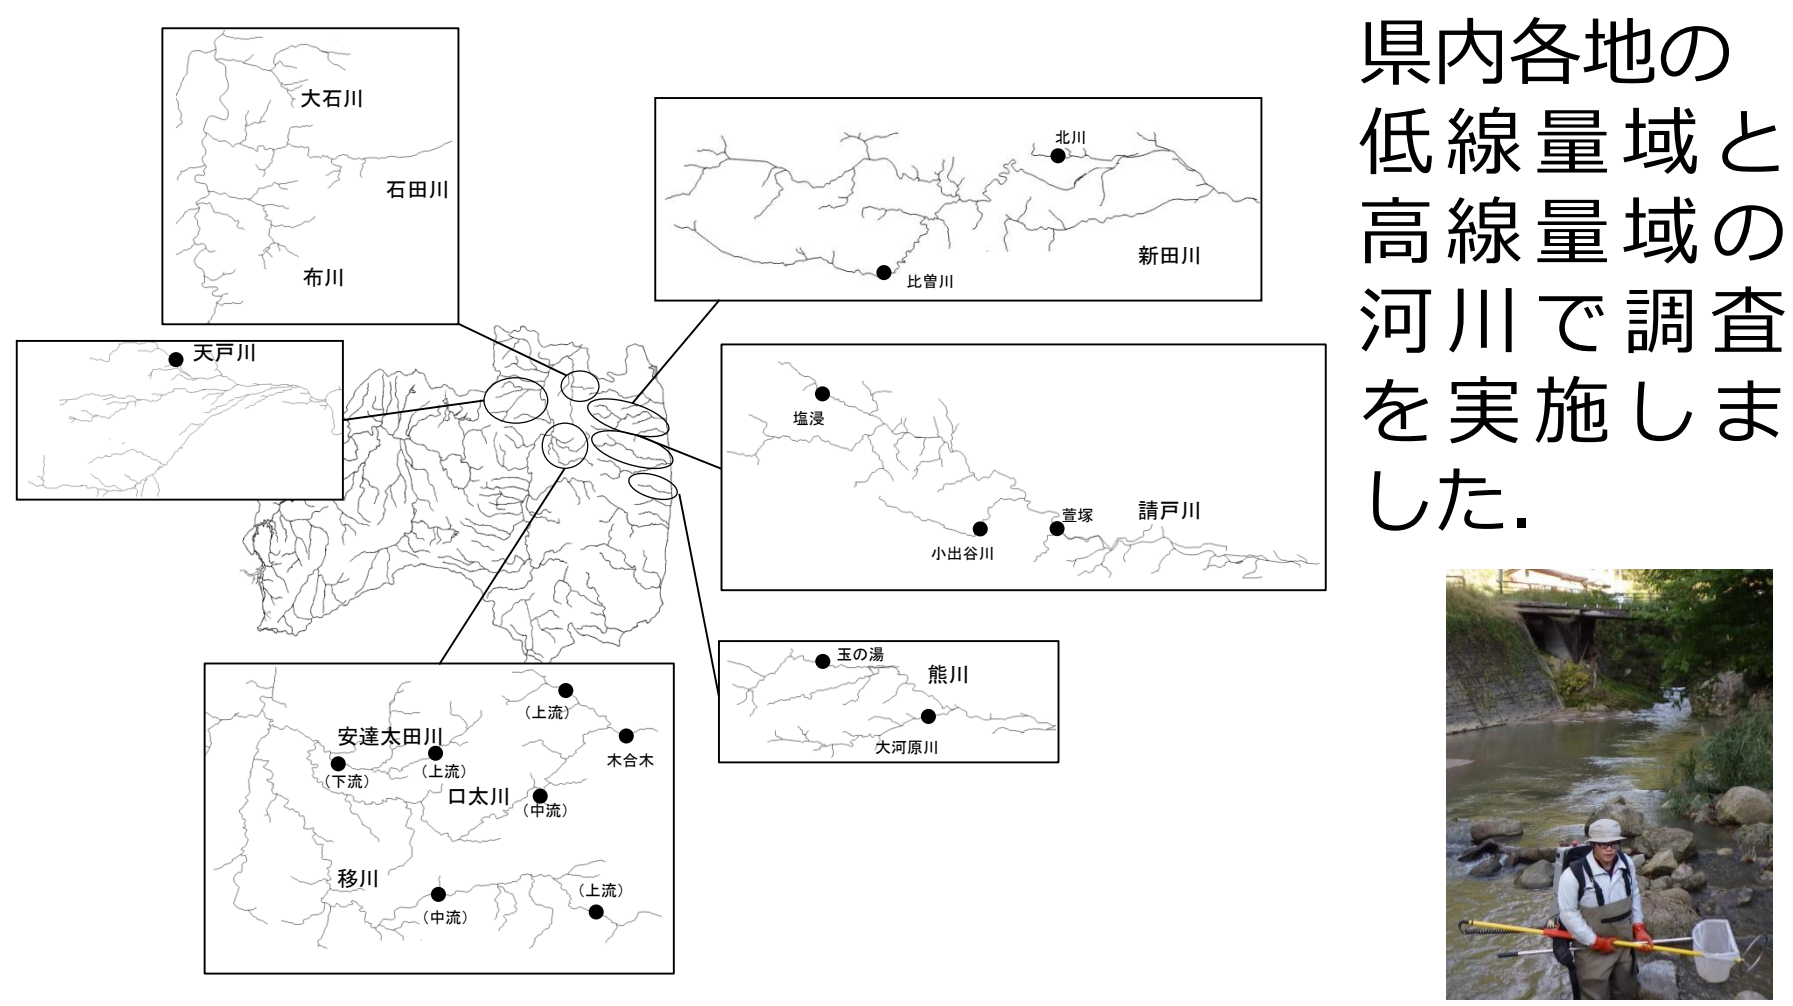 県内各地の
低線量域と
高線量域の
河川で調査
を実施しま
した.
大石川
石田川
布川
北川
新田川
比曽川
天戸川
塩浸
萱塚
請戸川
小出谷川
玉の湯
熊川
大河原川
(上流)
安達太田川
木合木
(上流)
(下流)
口太川
(中流)
移川
(上流)
(中流)